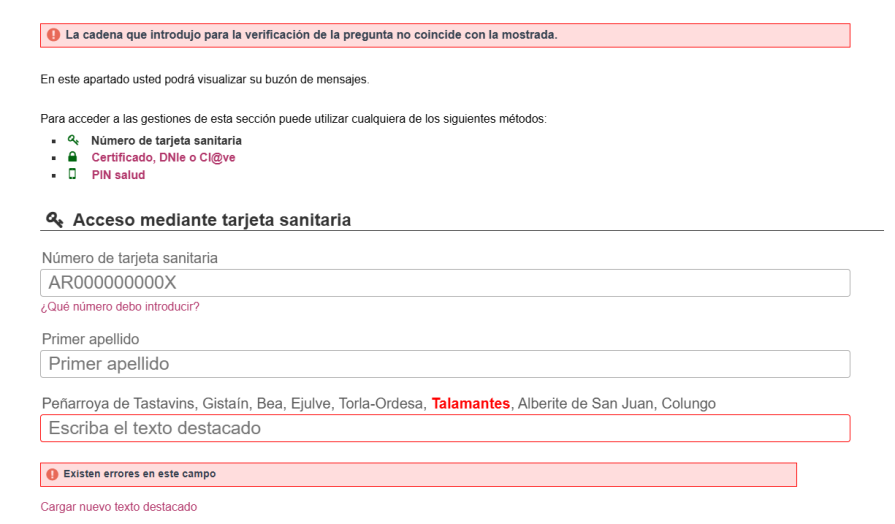 La cadena que introdujo para la verificación de la pregunta no coincide con la mostrada.
En este apartado usted podrá visualizar su buzón de mensajes.
Para acceder a las gestiones de esta sección puede utilizar cualquiera de los siguientes métodos:
Número de tarjeta sanitaria
Certificado, DNIe o Cl@ve
PIN salud
Acceso mediante tarjeta sanitaria
Número de tarjeta sanitaria
AR000000000X
¿Qué número debo introducir?
Primer apellido
Primer apellido
Peñarroya de Tastavins, Gistaín, Bea, Ejulve, Torla-Ordesa, Talamantes, Alberite de San Juan, Colungo
Escriba el texto destacado
Existen errores en este campo
Cargar nuevo texto destacado